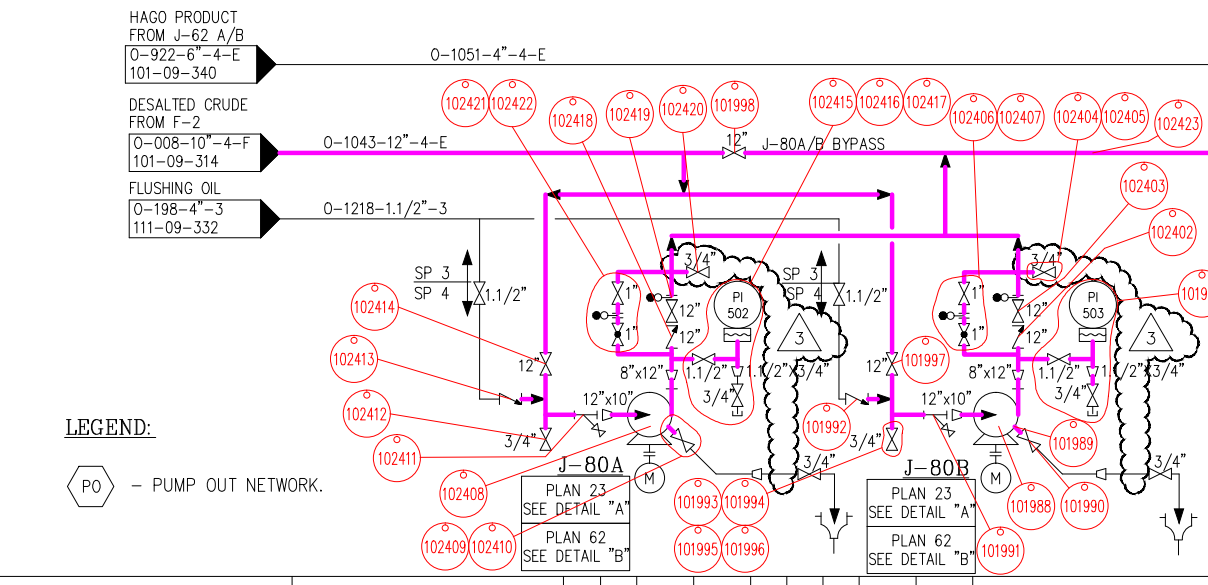 HAGO PRODUCT
FROM J-62 A/B
O-922-6"-4-E
101-09-340
O-1051-4"-4-E
DESALTED CRUDE
FROM F-2
O-008-10"-4-F
101-09-314
O-1043-12"-4-E
12"
J-80A/B BYPASS
FLUSHING OIL
O-198-4"-3
111-09-332
O-1218-1.1/2"-3
102421
102422
102418
102419
102420
101998
102415
102416
102417
102406
102407
102404
102405
102423
102403
102402
SP 3
SP 4
1.1/2"
1"
1"
3/4"
12"
12"
PI
502
3
SP 3
SP 4
1.1/2"
1"
1"
3/4"
12"
12"
PI
503
3
102414
102413
102412
102411
102408
102409
102410
12"
8"x12"
1.1/2"
1.1/2"x3/4"
3/4"
12"x10"
3/4"
3/4"
J-80A
M
PLAN 23
SEE DETAIL "A"
PLAN 62
SEE DETAIL "B"
101997
101992
101993
101994
101995
101996
12"
8"x12"
1.1/2"
1.1/2"x3/4"
3/4"
12"x10"
3/4"
3/4"
J-80B
M
PLAN 23
SEE DETAIL "A"
PLAN 62
SEE DETAIL "B"
101989
101988
101990
101991
LEGEND:
PO
- PUMP OUT NETWORK.